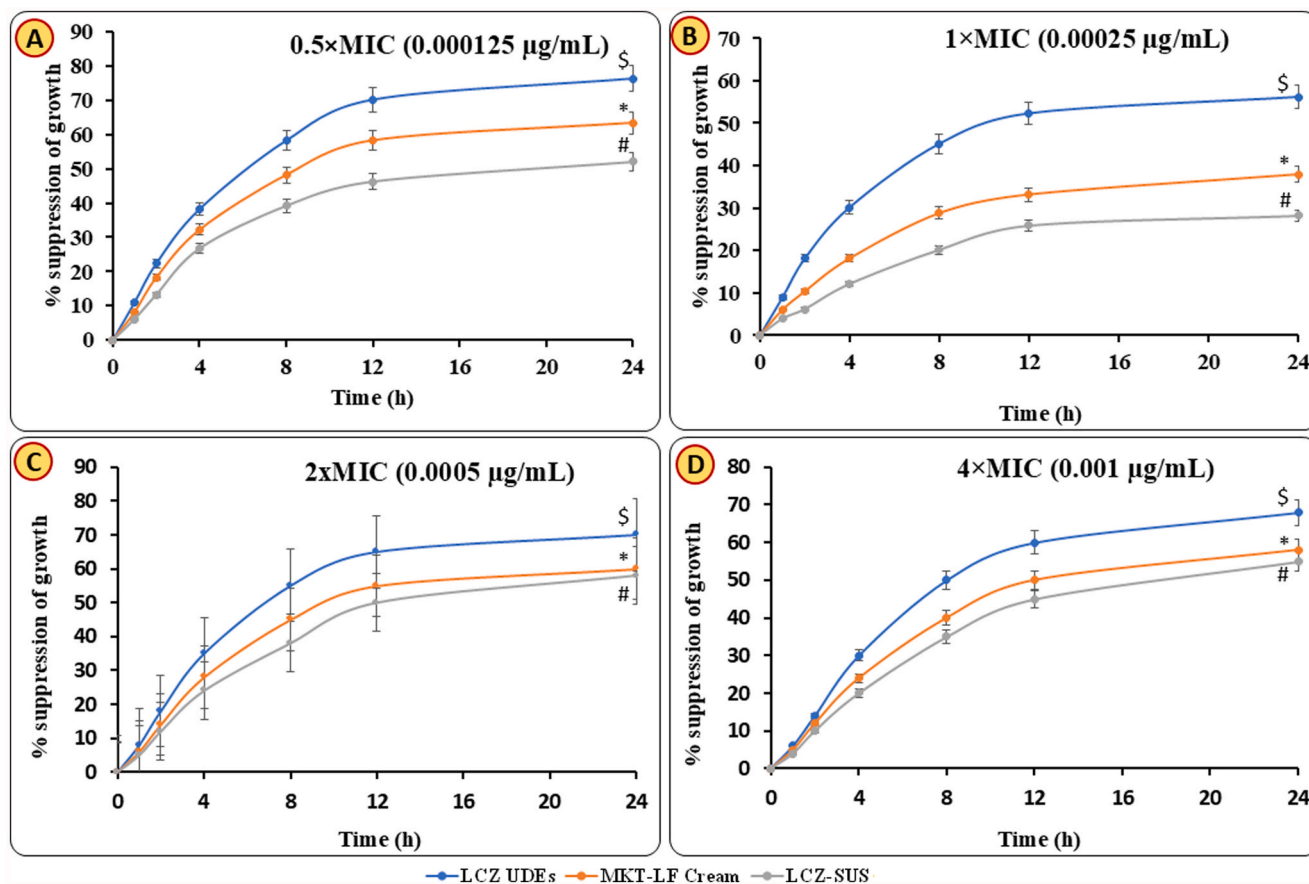 A
0.5×MIC (0.000125 µg/mL)
% suppression of growth
90
80
70
60
50
40
30
20
10
0
$
*
#
0 4 8 12 16 20 24
Time (h)
B
1×MIC (0.00025 µg/mL)
% suppression of growth
70
60
50
40
30
20
10
0
$
*
#
0 4 8 12 16 20 24
Time (h)
C
2xMIC (0.0005 µg/mL)
% suppression of growth
90
80
70
60
50
40
30
20
10
0
$
*
#
0 4 8 12 16 20 24
Time (h)
D
4×MIC (0.001 µg/mL)
% suppression of growth
80
70
60
50
40
30
20
10
0
$
*
#
0 4 8 12 16 20 24
Time (h)
LCZ UDEs MKT-LF Cream LCZ-SUS